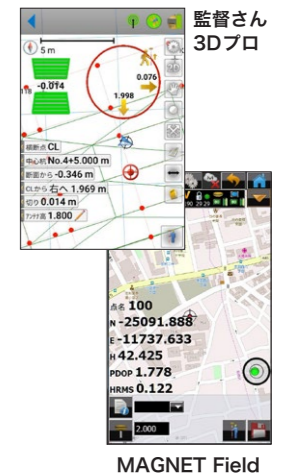 監督さん
3Dプロ
5 m
-0.014
0.076
1.998
横断点 CL
中心杭 No.4+5.000 m
断面から -0.346 m
CLから 右へ 1.969 m
切り 0.014 m
アンテナ高 1.800
点名 100
N -25091.888
E -11737.633
H 42.425
PDOP 1.778
HRMS 0.122
2.000
MAGNET Field